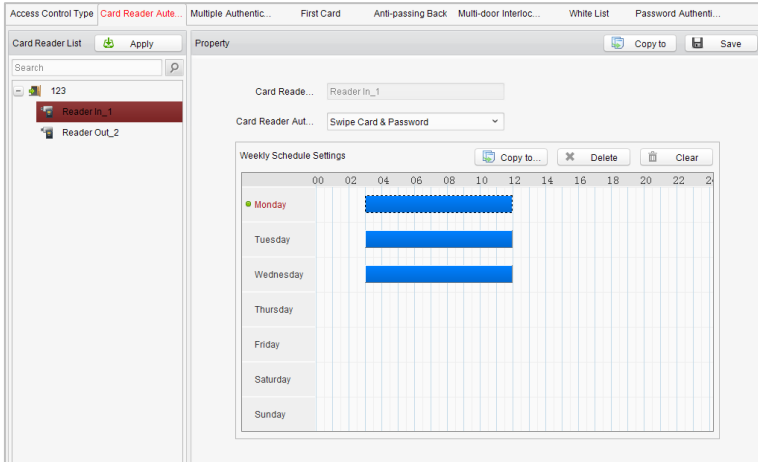 Access Control Type Card Reader Aute... Multiple Authentic... First Card Anti-passing Back Multi-door Interloc... White List Password Authenti...
Card Reader List Apply Property Copy to Save
Search
123
Card Reade... Reader In_1
Reader In_1
Card Reader Aut... Swipe Card & Password
Reader Out_2
Weekly Schedule Settings Copy to... Delete Clear
00 02 04 06 08 10 12 14 16 18 20 22 2
Monday
Tuesday
Wednesday
Thursday
Friday
Saturday
Sunday